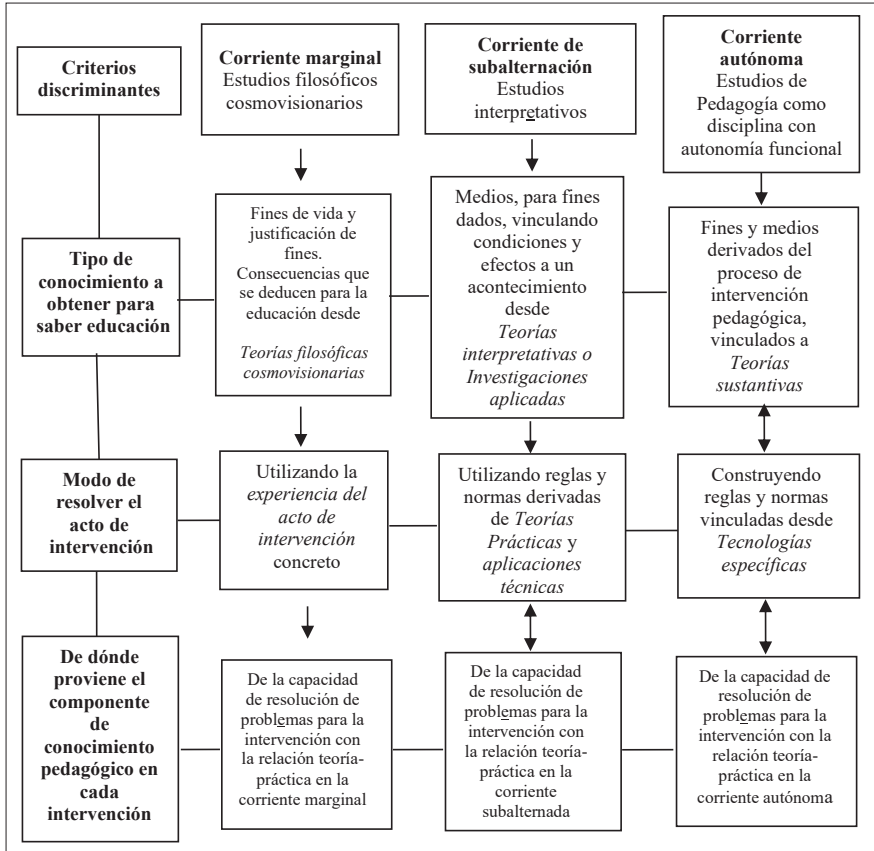 Criterios
discriminantes
Corriente marginal
Estudios filosóficos
cosmovisionarios
Corriente de
subalternación
Estudios
interpretativos
Corriente
autónoma
Estudios de
Pedagogía como
disciplina con
autonomía funcional
Tipo de
conocimiento a
obtener para
saber educación
Fines de vida y
justificación de
fines.
Consecuencias que
se deducen para la
educación desde
Teorías filosóficas
cosmovisionarias
Medios, para fines
dados, vinculando
condiciones y
efectos a un
acontecimiento
desde
Teorías
interpretativas o
Investigaciones
aplicadas
Fines y medios
derivados del
proceso de
intervención
pedagógica,
vinculados a
Teorías
sustantivas
Modo de
resolver el
acto de
intervención
Utilizando la
experiencia del
acto de
intervención
concreto
Utilizando reglas y
normas derivadas
de Teorías
Prácticas y
aplicaciones
técnicas
Construyendo
reglas y normas
vinculadas desde
Tecnologías
específicas
De dónde
proviene el
componente
de
conocimiento
pedagógico en
cada
intervención
De la capacidad
de resolución de
problemas para la
intervención con
la relación teoría-
práctica en la
corriente marginal
De la capacidad
de resolución de
problemas para la
intervención con
la relación teoría-
práctica en la
corriente
subalternada
De la capacidad de
resolución de
problemas para la
intervención con la
relación teoría-
práctica en la
corriente autónoma